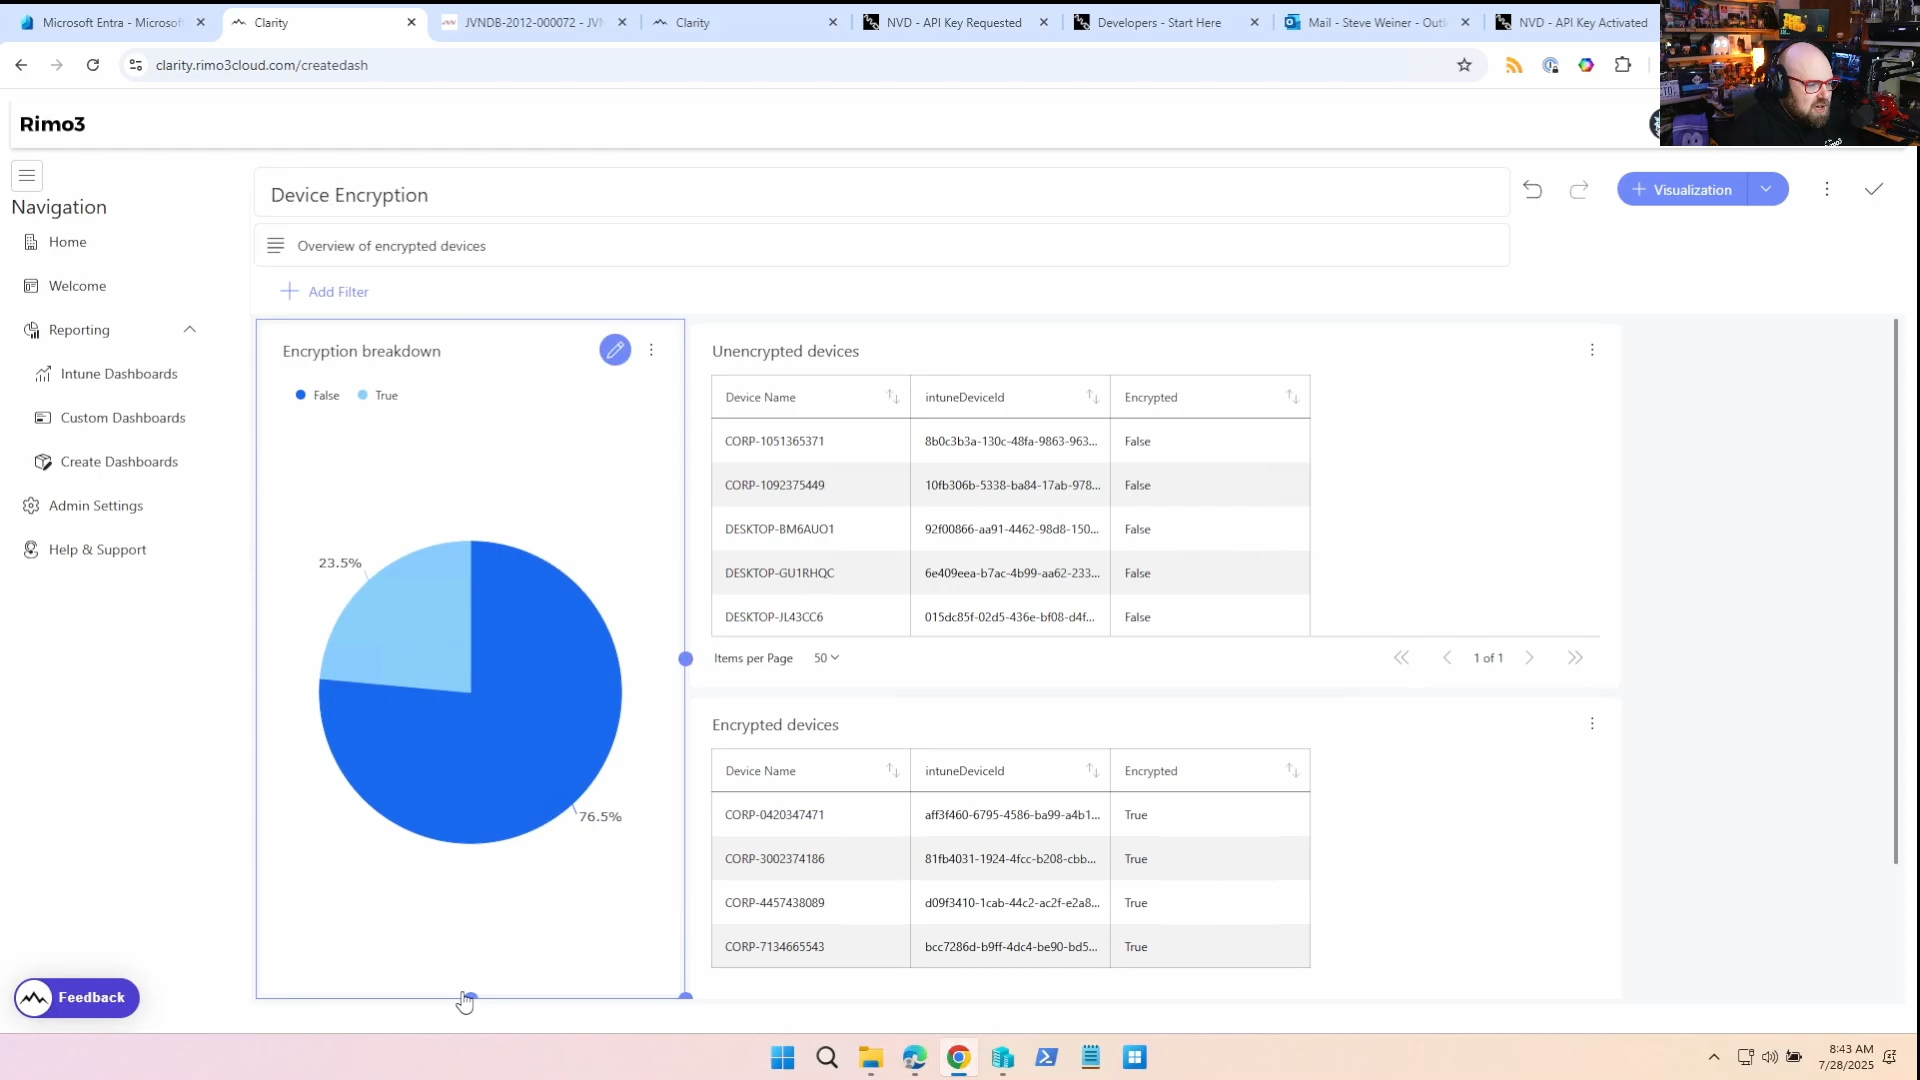 Microsoft Entra - Microsof
Clarity
JVNDB-2012-000072 - JVN
Clarity
NVD - API Key Requested
Developers - Start Here
Mail - Steve Weiner - Outl
NVD - API Key Activated
clarity.rimo3cloud.com/createdash
Rimo3
Navigation
Home
Welcome
Reporting
Intune Dashboards
Custom Dashboards
Create Dashboards
Admin Settings
Help & Support
Feedback
Device Encryption
Visualization
Overview of encrypted devices
Add Filter
Encryption breakdown
False True
23.5%
76.5%
Unencrypted devices
Device Name intuneDeviceId Encrypted
CORP-1051365371 8b0c3b3a-130c-48fa-9863-963... False
CORP-1092375449 10fb306b-5338-ba84-17ab-978... False
DESKTOP-BM6AUO1 92f00866-aa91-4462-98d8-150... False
DESKTOP-GU1RHQC 6e409eea-b7ac-4b99-aa62-233... False
DESKTOP-JL43CC6 015dc85f-02d5-436e-bf08-d4f... False
Items per Page 50 1 of 1
Encrypted devices
Device Name intuneDeviceId Encrypted
CORP-0420347471 aff3f460-6795-4586-ba99-a4b1... True
CORP-3002374186 81fb4031-1924-4fcc-b208-cbb... True
CORP-4457438089 d09f3410-1cab-44c2-ac2f-e2a8... True
CORP-7134665543 bcc7286d-b9ff-4dc4-be90-bd5... True
8:43 AM
7/28/2025